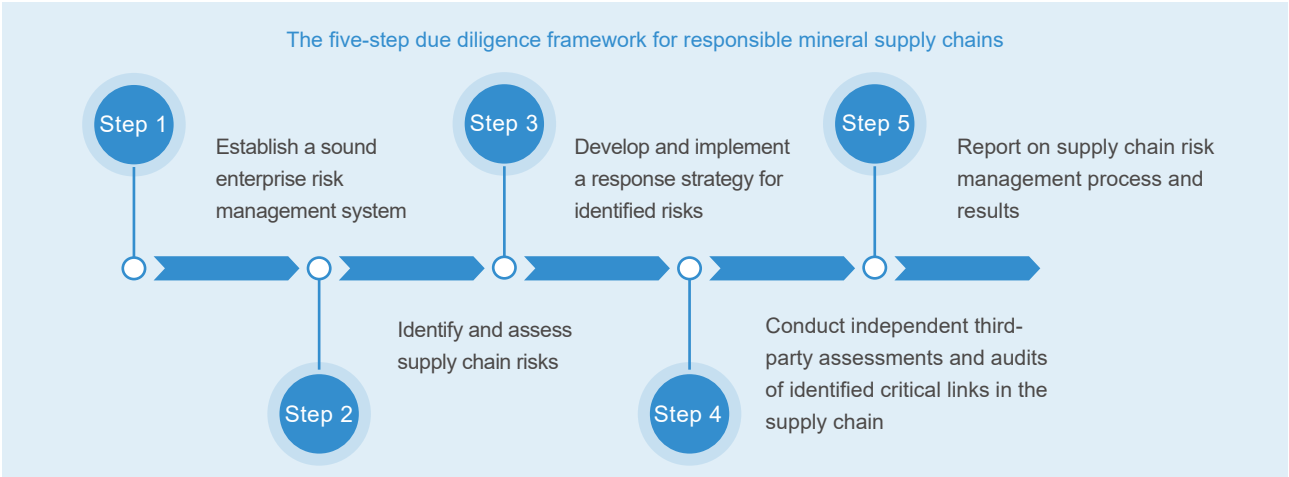 The five-step due diligence framework for responsible mineral supply chains
Step 1
Establish a sound
enterprise risk
management system
Step 2
Identify and assess
supply chain risks
Step 3
Develop and implement
a response strategy for
identified risks
Step 4
Conduct independent third-
party assessments and audits
of identified critical links in the
supply chain
Step 5
Report on supply chain risk
management process and
results